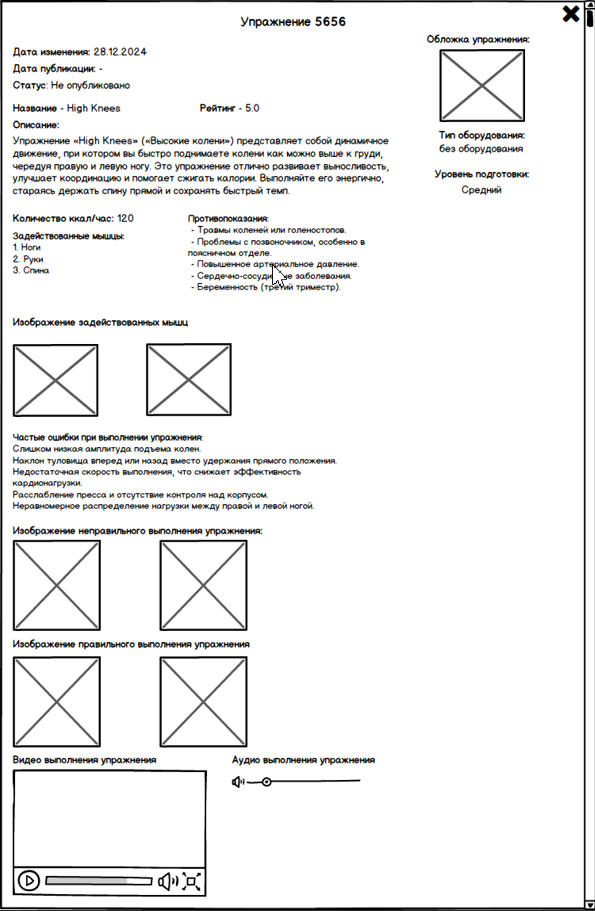 Упражнение 5656
Обложка упражнения:
Дата изменения: 28.12.2024
Дата публикации: -
Статус: Не опубликовано
Название - High Knees
Рейтинг - 5.0
Тип оборудования:
без оборудования
Уровень подготовки:
Средний
Описание:
Упражнение «High Knees» («Высокие колени») представляет собой динамичное
движение, при котором вы быстро поднимаете колени как можно выше к груди,
чередуя правую и левую ногу. Это упражнение отлично развивает выносливость,
улучшает координацию и помогает сжигать калории. Выполняйте его энергично,
стараясь держать спину прямой и сохранять быстрый темп.
Количество ккал/час: 120
Задействованные мышцы:
1. Ноги
2. Руки
3. Спина
Противопоказания:
- Травмы коленей или голеностопов.
- Проблемы с позвоночником, особенно в
поясничном отделе.
- Повышенное артериальное давление.
- Сердечно-сосудистые заболевания.
- Беременность (третий триместр).
Изображение задействованных мышц
Частые ошибки при выполнении упражнения:
Слишком низкая амплитуда подъема колен.
Наклон туловища вперед или назад вместо удержания прямого положения.
Недостаточная скорость выполнения, что снижает эффективность
кардионагрузки.
Расслабление пресса и отсутствие контроля над корпусом.
Неравномерное распределение нагрузки между правой и левой ногой.
Изображение неправильного выполнения упражнения:
Изображение правильного выполнения упражнения
Видео выполнения упражнения
Аудио выполнения упражнения